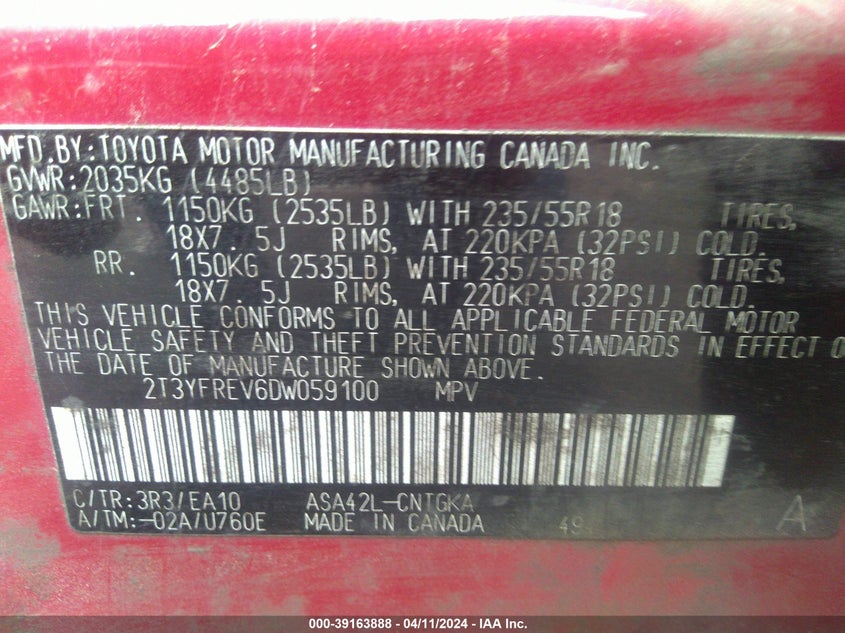 MFD.BY:TOYOTA MOTOR MANUFACTURING CANADA INC.
GVWR:2035KG (4485LB)
GAWR:FRT. 1150KG (2535LB) WITH 235/55R18 TIRES,
18X7. 5J RIMS, AT 220KPA (32PSI) COLD.
RR. 1150KG (2535LB) WITH 235/55R18 TIRES,
18X7. 5J RIMS, AT 220KPA (32PSI) COLD.
THIS VEHICLE CONFORMS TO ALL APPLICABLE FEDERAL MOTOR
VEHICLE SAFETY AND THEFT PREVENTION STANDARDS IN EFFECT O
THE DATE OF MANUFACTURE SHOWN ABOVE.
2T3YFREV6DW059100 MPV
C/TR:3R3/EA10 ASA42L-CNTGKA
A/TM:-02A/U760E MADE IN CANADA A
000-39163888 - 04/11/2024 - IAA Inc.